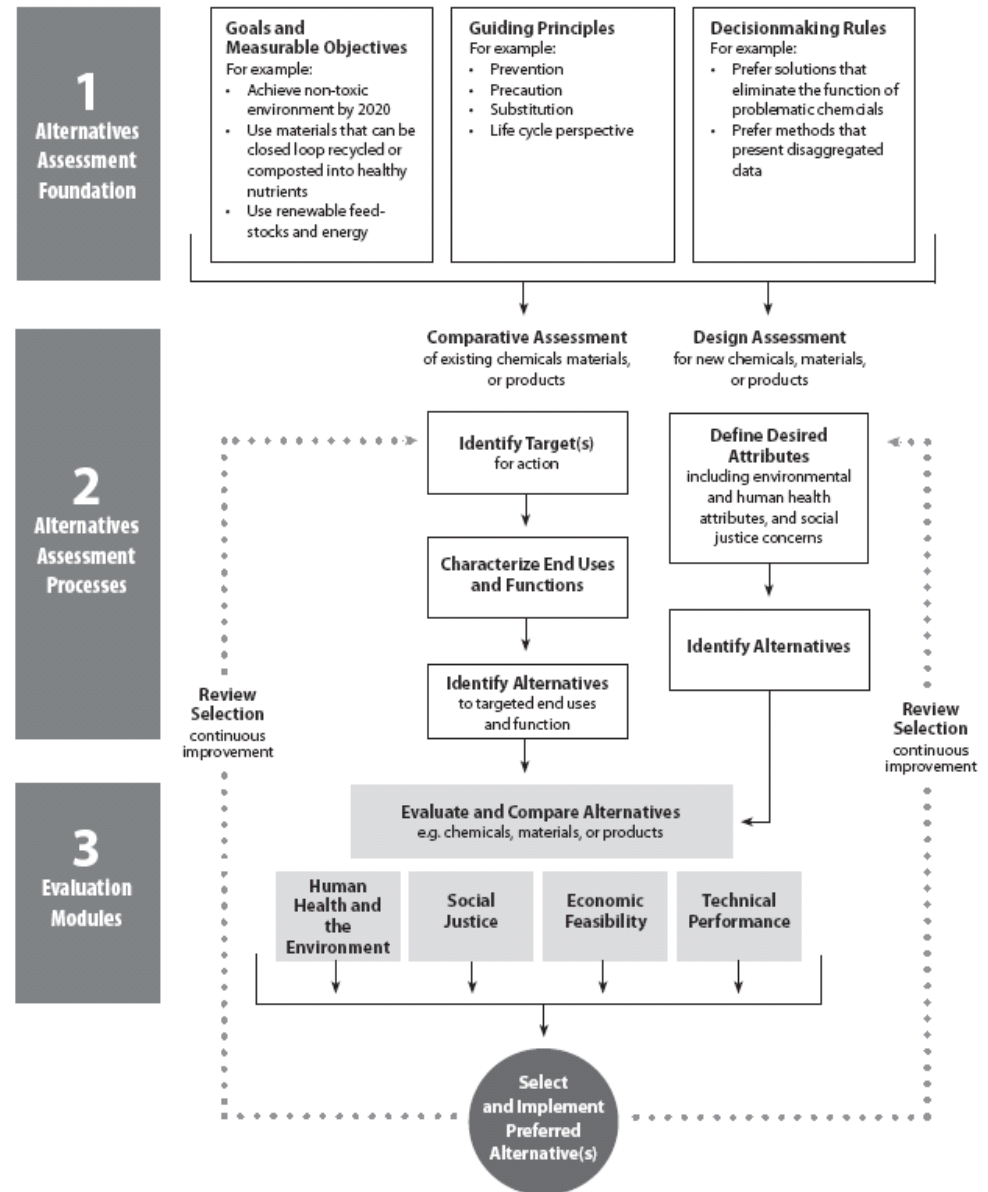 1
Alternatives
Assessment
Foundation
Goals and
Measurable Objectives
For example:
• Achieve non-toxic
environment by 2020
• Use materials that can be
closed loop recycled or
composted into healthy
nutrients
• Use renewable feed-
stocks and energy
Guiding Principles
For example:
• Prevention
• Precaution
• Substitution
• Life cycle perspective
Decisionmaking Rules
For example:
• Prefer solutions that
eliminate the function of
problematic chemcials
• Prefer methods that
present disaggregated
data
2
Alternatives
Assessment
Processes
Comparative Assessment
of existing chemicals materials,
or products
Design Assessment
for new chemicals, materials,
or products
Identify Target(s)
for action
Define Desired
Attributes
including environmental
and human health
attributes, and social
justice concerns
Characterize End Uses
and Functions
Identify Alternatives
Identify Alternatives
to targeted end uses
and function
Review
Selection
continuous
improvement
Review
Selection
continuous
improvement
3
Evaluation
Modules
Evaluate and Compare Alternatives
e.g. chemicals, materials, or products
Human
Health and
the
Environment
Social
Justice
Economic
Feasibility
Technical
Performance
Select
and Implement
Preferred
Alternative(s)